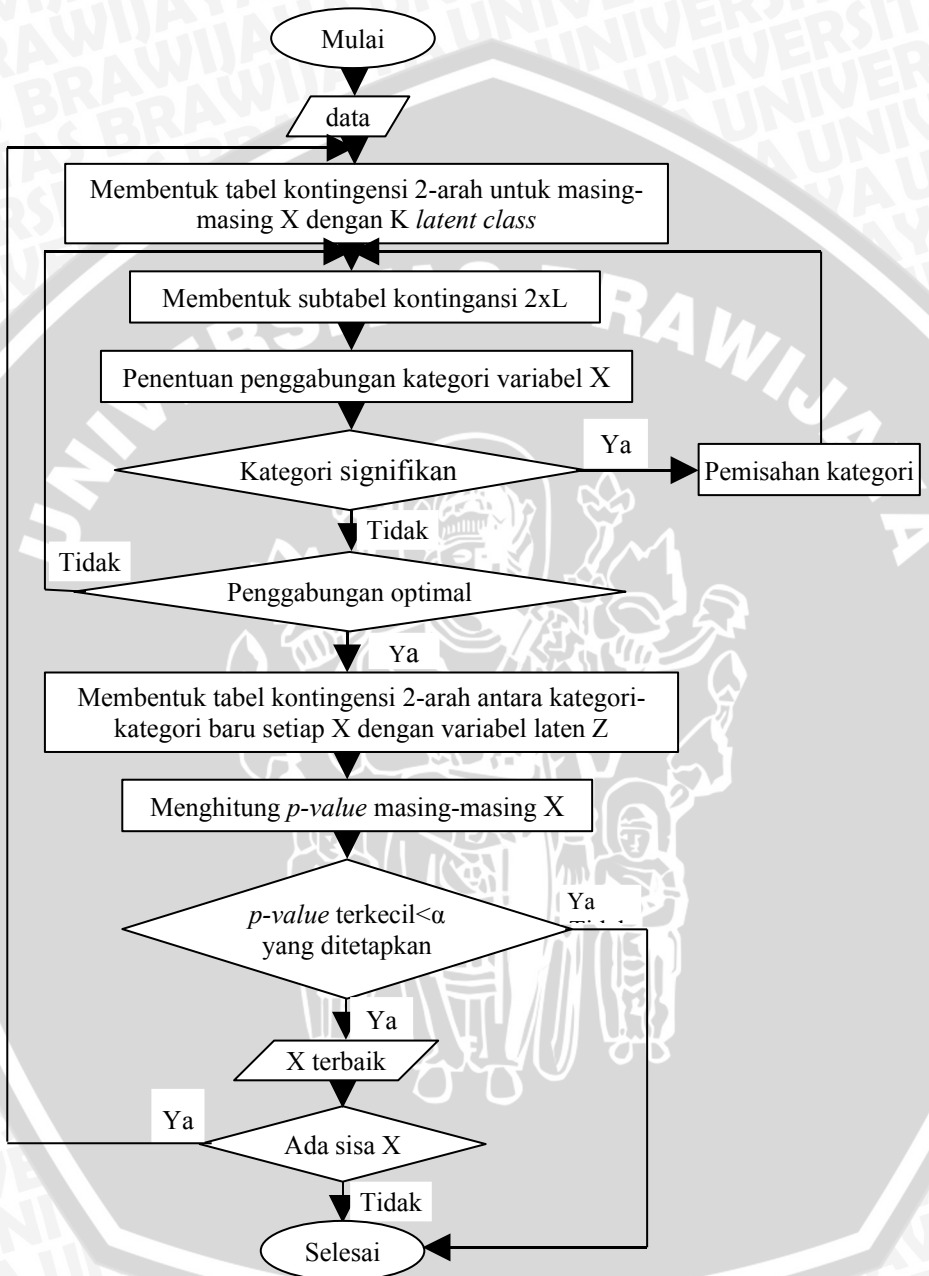 Mulai
data
Membentuk tabel kontingensi 2-arah untuk masing-
masing X dengan K latent class
Membentuk subtabel kontingansi 2xL
Penentuan penggabungan kategori variabel X
Kategori signifikan
Ya
Pemisahan kategori
Tidak
Tidak
Penggabungan optimal
Ya
Membentuk tabel kontingensi 2-arah antara kategori-
kategori baru setiap X dengan variabel laten Z
Menghitung p-value masing-masing X
p-value terkecil<α
yang ditetapkan
Ya
Tidak
Ya
X terbaik
Ya
Ada sisa X
Tidak
Selesai